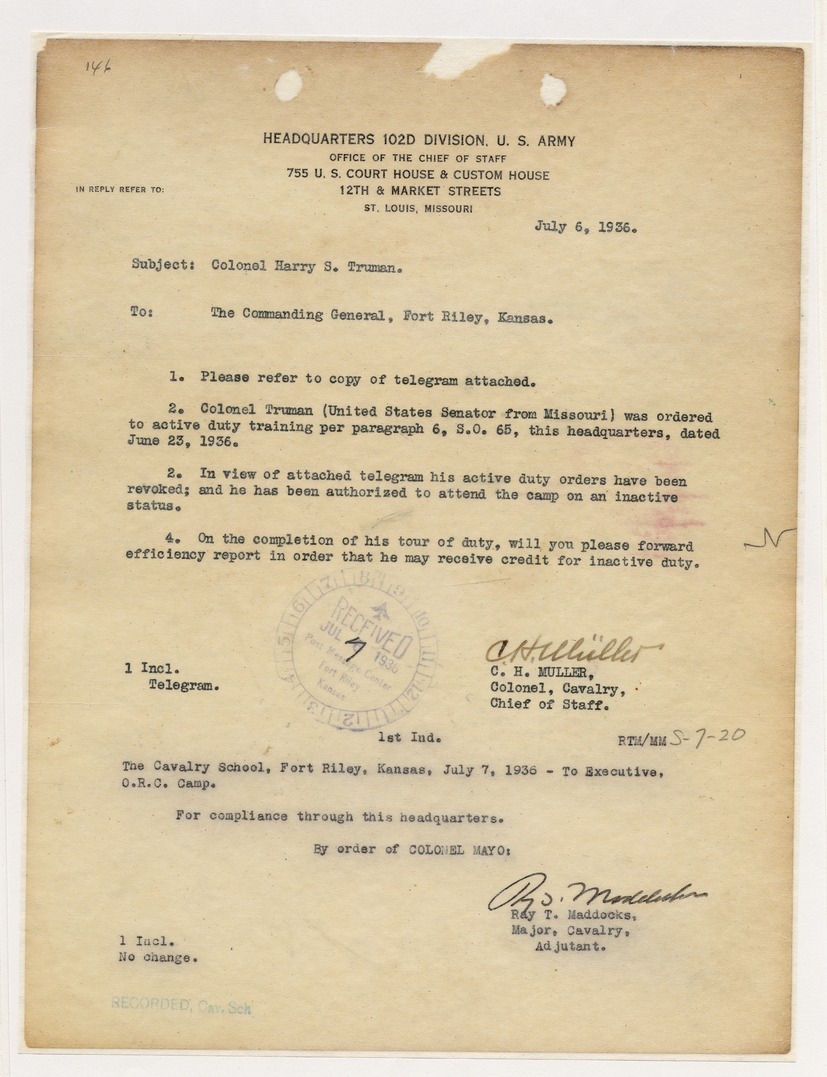 146
HEADQUARTERS 102D DIVISION, U. S. ARMY
OFFICE OF THE CHIEF OF STAFF
755 U. S. COURT HOUSE & CUSTOM HOUSE
IN REPLY REFER TO:
12TH & MARKET STREETS
ST. LOUIS, MISSOURI
July 6, 1936.
Subject: Colonel Harry S. Truman.
To: The Commanding General, Fort Riley, Kansas.
1. Please refer to copy of telegram attached.
2. Colonel Truman (United States Senator from Missouri) was ordered
to active duty training per paragraph 6, S.O. 65, this headquarters, dated
June 23, 1936.
2. In view of attached telegram his active duty orders have been
revoked; and he has been authorized to attend the camp on an inactive
status.
4. On the completion of his tour of duty, will you please forward
efficiency report in order that he may receive credit for inactive duty.
RECEIVED
JUL 7 1936
Post Message Center
Fort Riley
Kansas
C. H. Müller
1 Incl.
Telegram.
C. H. MULLER,
Colonel, Cavalry,
Chief of Staff.
1st Ind.
RTM/MM S-7-20
The Cavalry School, Fort Riley, Kansas, July 7, 1936 - To Executive,
O.R.C. Camp.
For compliance through this headquarters.
By order of COLONEL MAYO:
Ray T. Maddocks
Ray T. Maddocks,
Major, Cavalry,
Adjutant.
1 Incl.
No change.
RECORDED, Cav. Sch